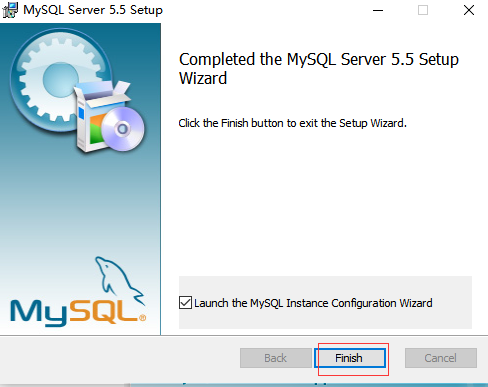 MySQL Server 5.5 Setup
Completed the MySQL Server 5.5 Setup
Wizard
Click the Finish button to exit the Setup Wizard.
MySQL®
Launch the MySQL Instance Configuration Wizard
Back
Finish
Cancel